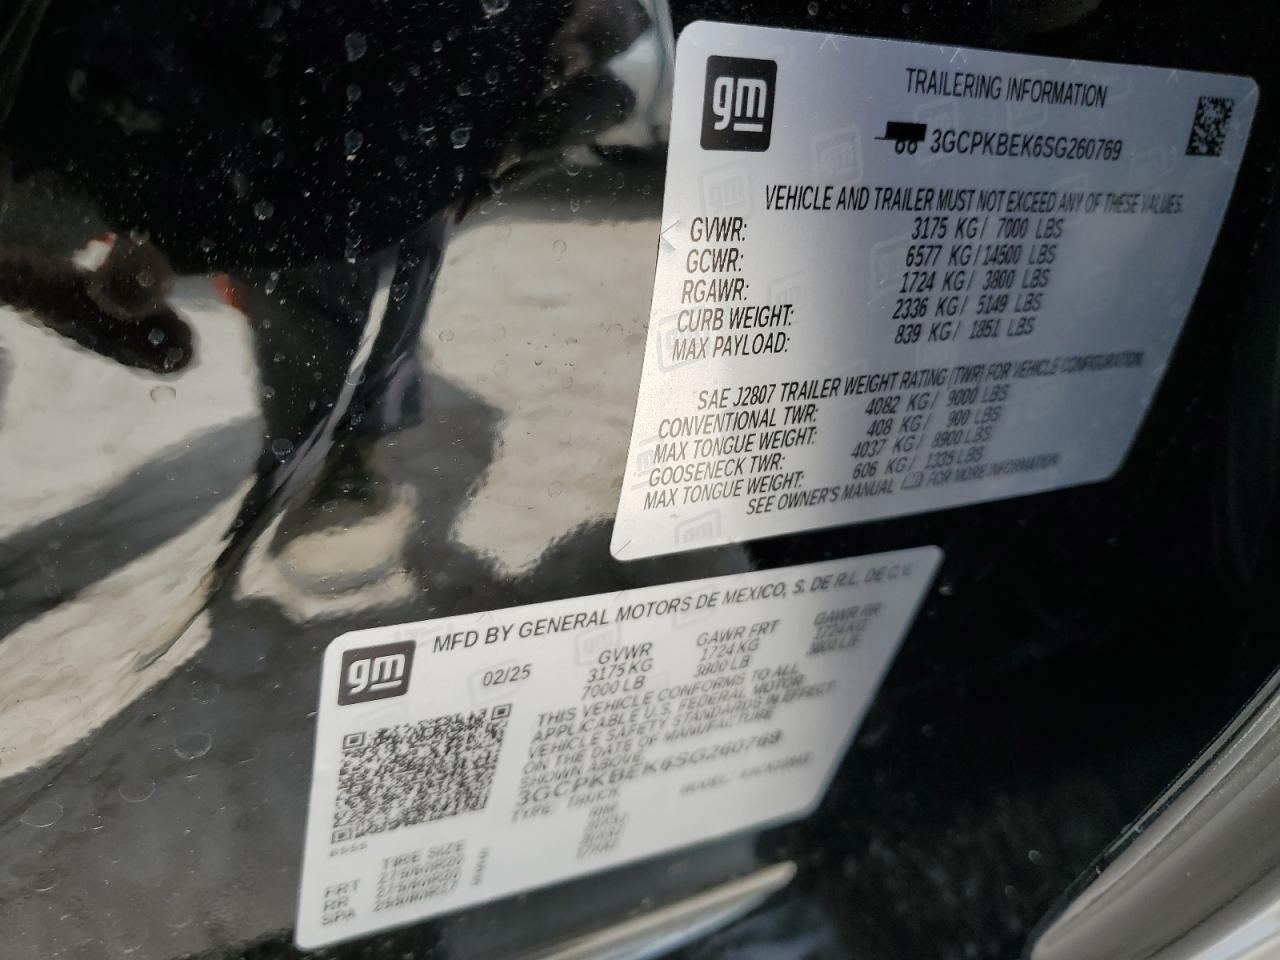 gm
TRAILERING INFORMATION
3GCPKBEK6SG260769
VEHICLE AND TRAILER MUST NOT EXCEED ANY OF THESE VALUES.
GVWR: 3175 KG/ 7000 LBS
GCWR: 6577 KG/14500 LBS
RGAWR: 1724 KG/ 3800 LBS
CURB WEIGHT: 2336 KG/ 5149 LBS
MAX PAYLOAD: 839 KG/ 1851 LBS
SAE J2807 TRAILER WEIGHT RATING (TWR) FOR VEHICLE CONFIGURATION.
CONVENTIONAL TWR: 4082 KG/ 9000 LBS
MAX TONGUE WEIGHT: 408 KG/ 900 LBS
GOOSENECK TWR: 4037 KG/ 8900 LBS
MAX TONGUE WEIGHT: 606 KG/ 1335 LBS
SEE OWNER'S MANUAL FOR MORE INFORMATION
gm
MFD BY GENERAL MOTORS DE MEXICO, S. DE R.L. DE C.V.
02/25 GVWR GAWR FRT GAWR RR
3175 KG 1724 KG 1724 KG
7000 LB 3800 LB 3800 LB
THIS VEHICLE CONFORMS TO ALL
APPLICABLE U.S. FEDERAL MOTOR
VEHICLE SAFETY STANDARDS IN EFFECT
ON THE DATE OF MANUFACTURE
SHOWN ABOVE.
3GCPKBEK6SG260769
TYPE: TRUCK MODEL:
TIRE SIZE RIM
FRT
RR
SPA